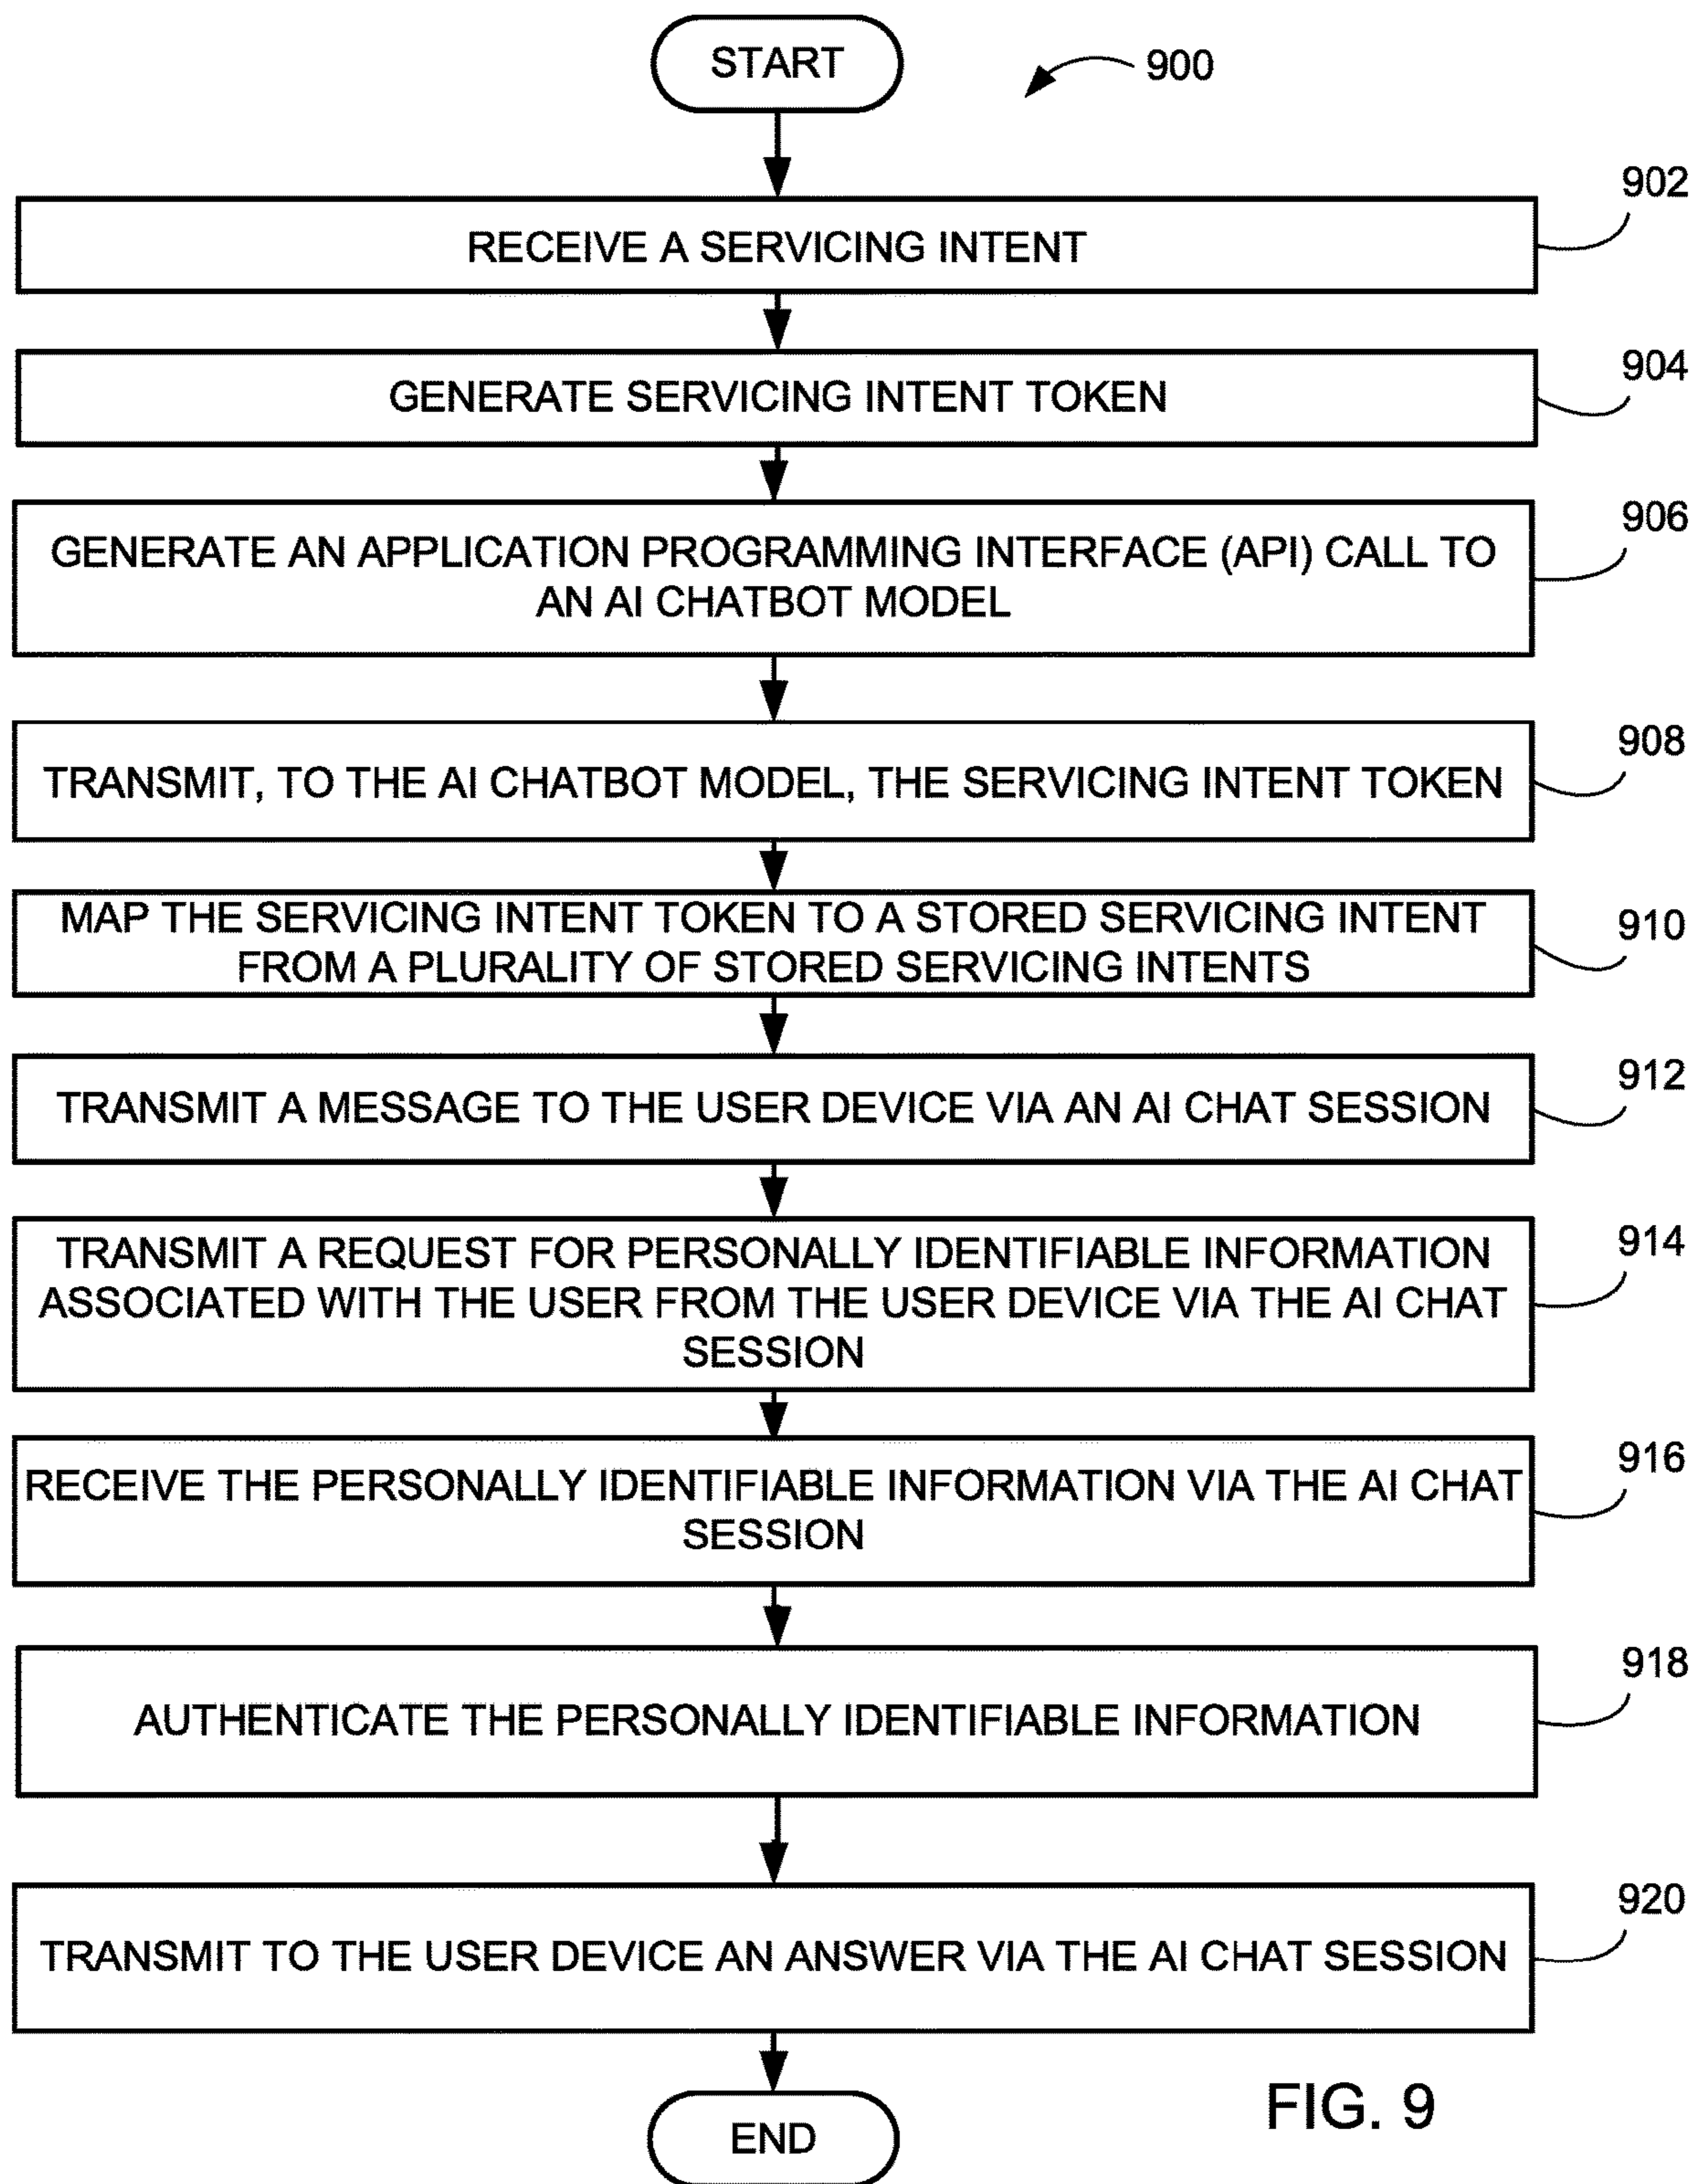 START
900
902
RECEIVE A SERVICING INTENT
904
GENERATE SERVICING INTENT TOKEN
906
GENERATE AN APPLICATION PROGRAMMING INTERFACE (API) CALL TO
AN AI CHATBOT MODEL
908
TRANSMIT, TO THE AI CHATBOT MODEL, THE SERVICING INTENT TOKEN
910
MAP THE SERVICING INTENT TOKEN TO A STORED SERVICING INTENT
FROM A PLURALITY OF STORED SERVICING INTENTS
912
TRANSMIT A MESSAGE TO THE USER DEVICE VIA AN AI CHAT SESSION
914
TRANSMIT A REQUEST FOR PERSONALLY IDENTIFIABLE INFORMATION
ASSOCIATED WITH THE USER FROM THE USER DEVICE VIA THE AI CHAT
SESSION
916
RECEIVE THE PERSONALLY IDENTIFIABLE INFORMATION VIA THE AI CHAT
SESSION
918
AUTHENTICATE THE PERSONALLY IDENTIFIABLE INFORMATION
920
TRANSMIT TO THE USER DEVICE AN ANSWER VIA THE AI CHAT SESSION
END
FIG. 9